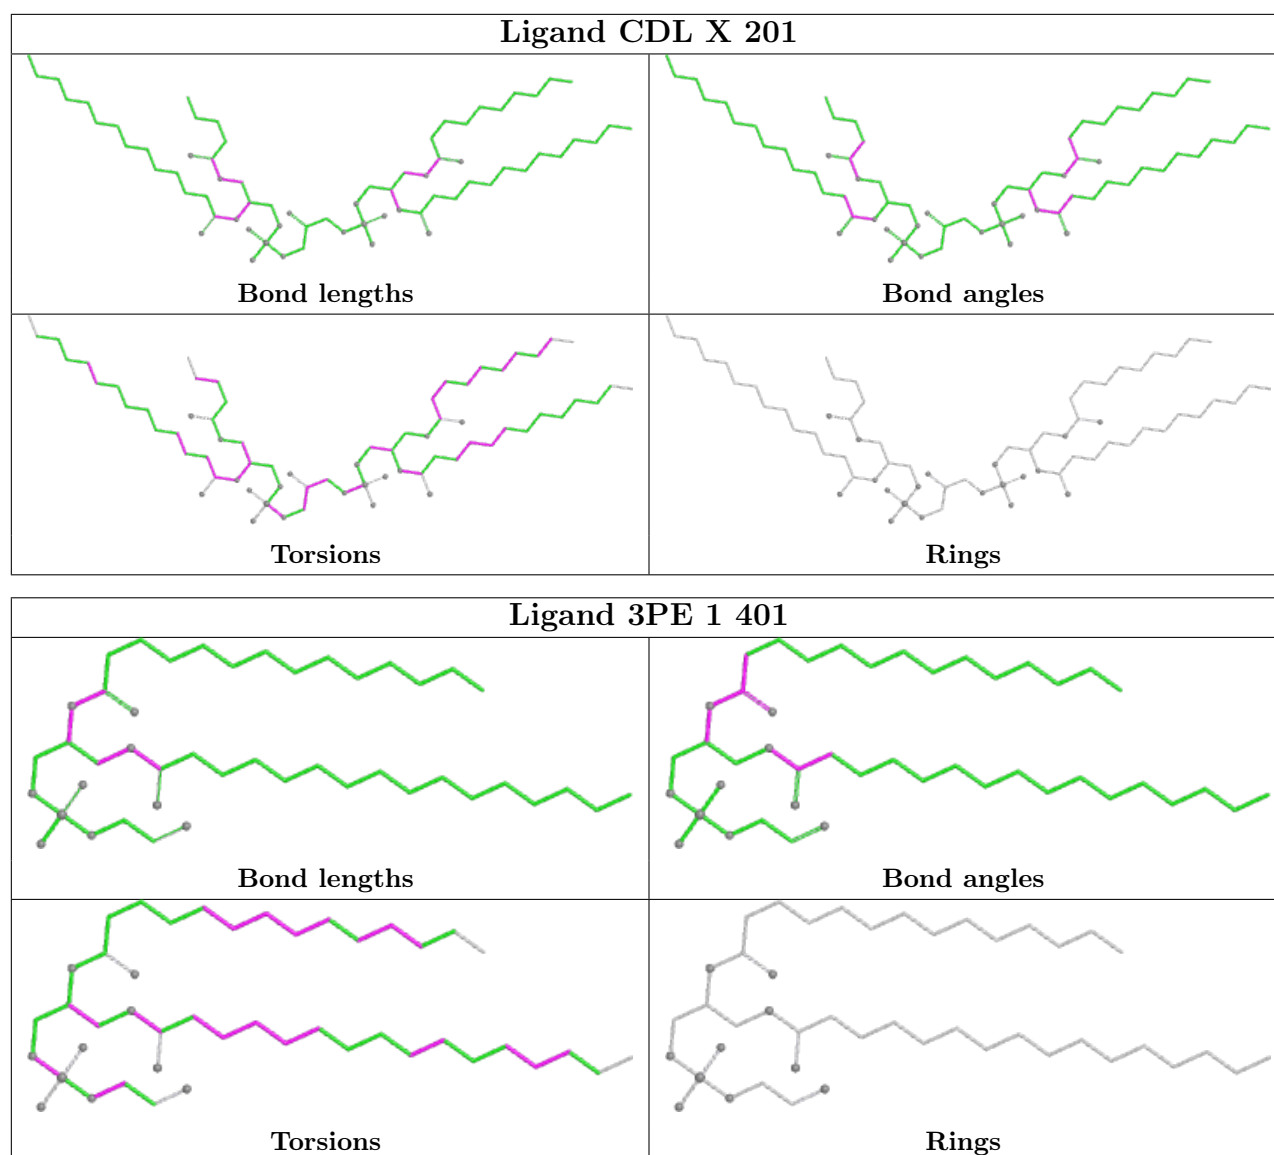 Ligand CDL X 201
Bond lengths
Bond angles
Torsions
Rings
Ligand 3PE 1 401
Bond lengths
Bond angles
Torsions
Rings